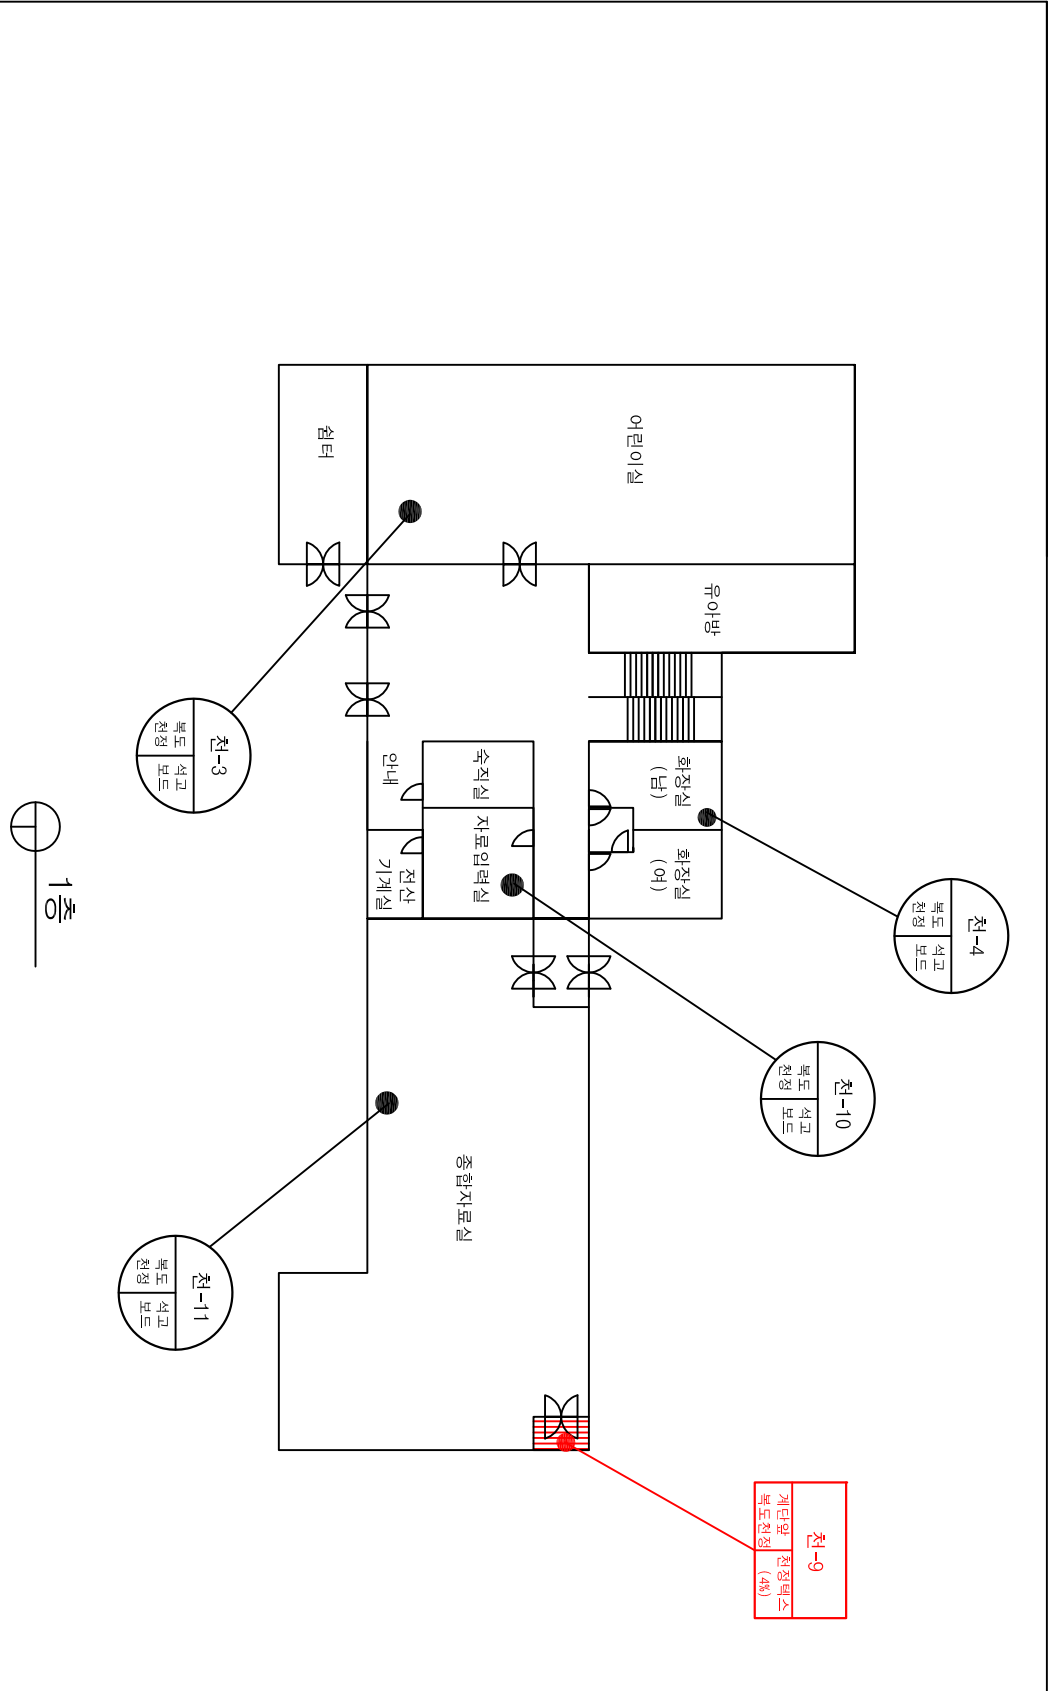 어린이실
쉼터
유아방
화장실
(남)
화장실
(여)
숙직실
자료입력실
안내
전산
기계실
종합자료실
천-3
복도
천정
석고
보드
천-4
복도
천정
석고
보드
천-10
복도
천정
석고
보드
천-11
복도
천정
석고
보드
천-9
계단앞
복도천정
천정텍스
(4%)
1층